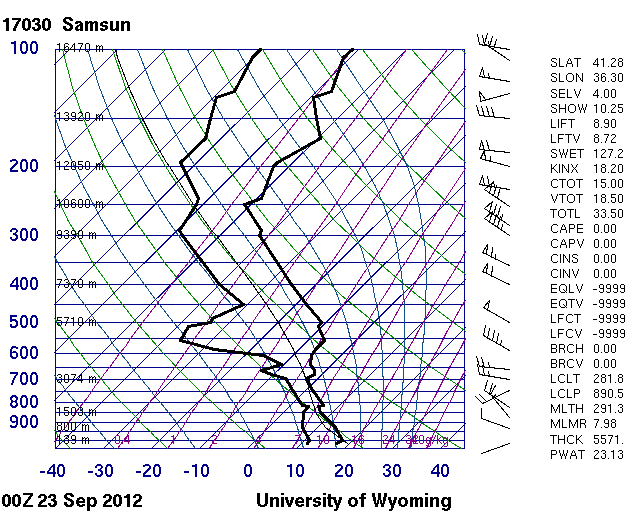 17030 Samsun
100
16470 m
13920 m
200
12050 m
10600 m
300
9390 m
400
7370 m
500
5710 m
600
700
3074 m
800
1503 m
900
800 m
139 m
0.4 1 2 4 7 10 16 24 32 40g/kg
-40 -30 -20 -10 0 10 20 30 40
00Z 23 Sep 2012 University of Wyoming
SLAT 41.28
SLON 36.30
SELV 4.00
SHOW 10.25
LIFT 8.90
LFTV 8.72
SWET 127.2
KINX 18.20
CTOT 15.00
VTOT 18.50
TOTL 33.50
CAPE 0.00
CAPV 0.00
CINS 0.00
CINV 0.00
EQLV -9999
EQTV -9999
LFCT -9999
LFCV -9999
BRCH 0.00
BRCV 0.00
LCLT 281.8
LCLP 890.5
MLTH 291.3
MLMR 7.98
THCK 5571.
PWAT 23.13